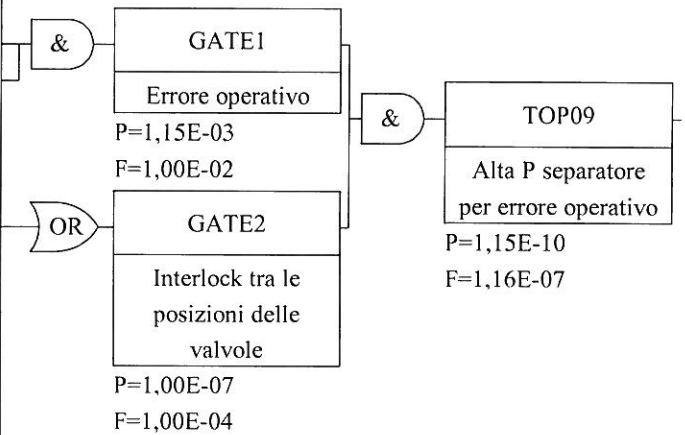 &
GATE1
Errore operativo
P=1,15E-03
F=1,00E-02
&
TOP09
Alta P separatore
per errore operativo
P=1,15E-10
F=1,16E-07
OR
GATE2
Interlock tra le
posizioni delle
valvole
P=1,00E-07
F=1,00E-04